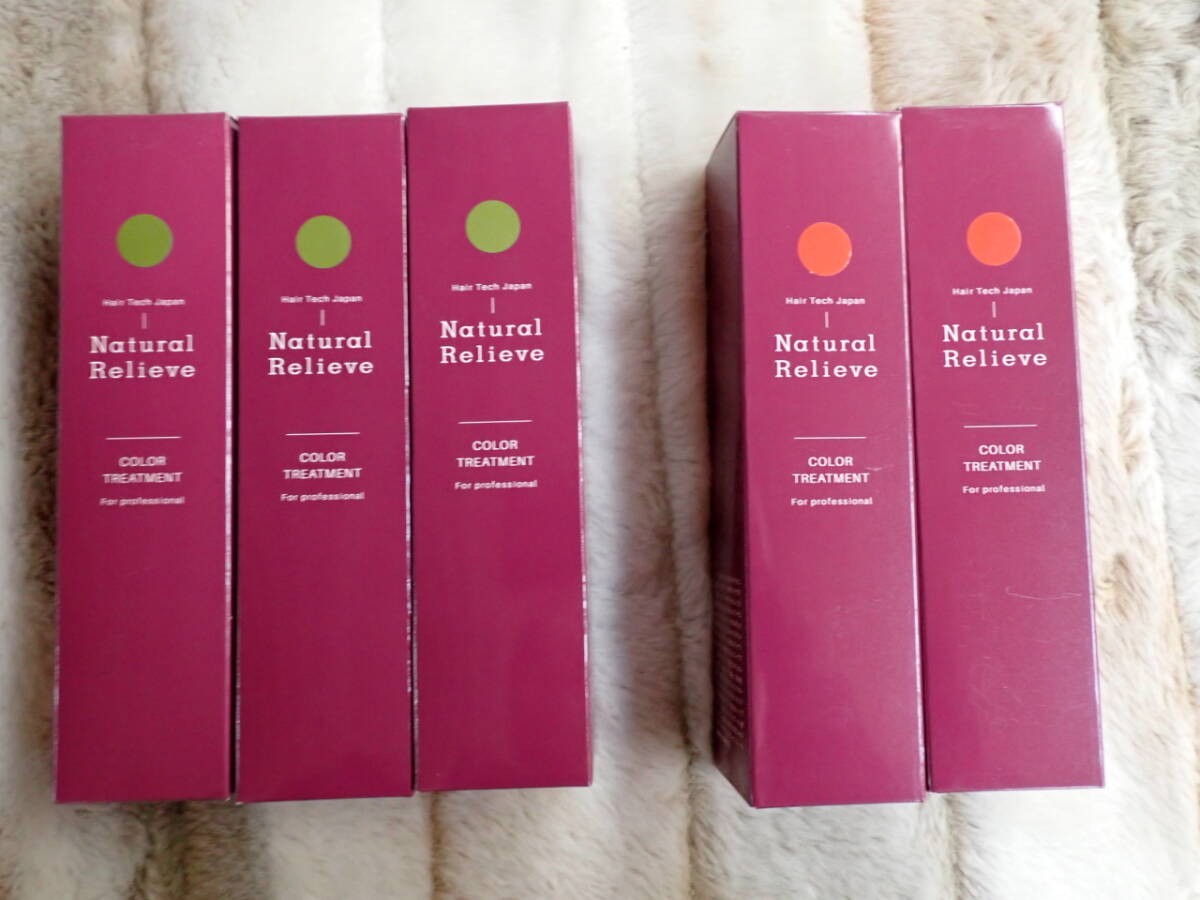 Hair Tech Japan
Natural
Relieve
COLOR
TREATMENT
For professional
Hair Tech Japan
Natural
Relieve
COLOR
TREATMENT
For professional
Hair Tech Japan
Natural
Relieve
COLOR
TREATMENT
For professional
Hair Tech Japan
Natural
Relieve
COLOR
TREATMENT
For professional
Hair Tech Japan
Natural
Relieve
COLOR
TREATMENT
For professional